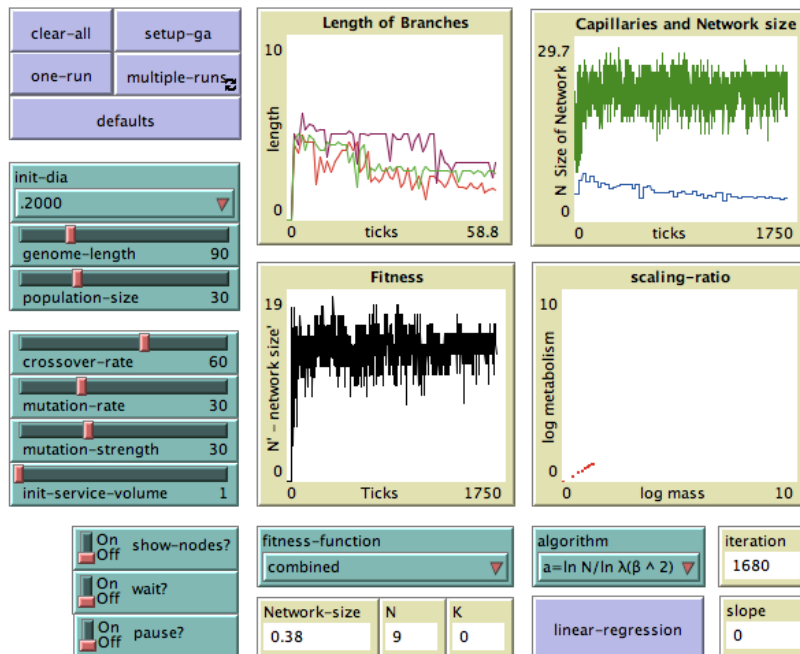 clear-all
setup-ga
one-run
multiple-runs
defaults
init-dia
.2000
genome-length 90
population-size 30
crossover-rate 60
mutation-rate 30
mutation-strength 30
init-service-volume 1
On
Off
show-nodes?
On
Off
wait?
On
Off
pause?
Length of Branches
10
length
0
0 ticks 58.8
Capillaries and Network size
29.7
N Size of Network
0
0 ticks 1750
Fitness
19
N' - network size'
0
0 Ticks 1750
scaling-ratio
10
log metabolism
0
0 log mass 10
fitness-function
combined
algorithm
a=ln N/ln λ(β ^ 2)
iteration
1680
Network-size
0.38
N
9
K
0
linear-regression
slope
0